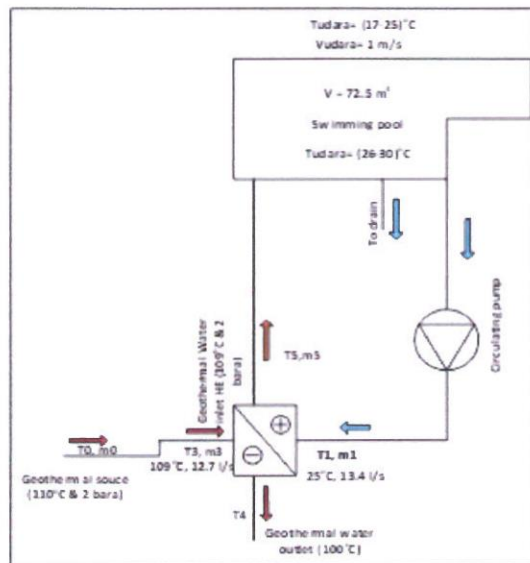 Tudara= (17-25)°C
Vudara= 1 m/s
V = 72.5 m³
Swimming pool
Tudara= (26-30)°C
To drain
Circulating pump
Geothermal Water
inlet HE (109°C & 2
bara)
T5,m5
T0, m0
T3, m3
109°C, 12.7 l/s
T1, m1
25°C, 13.4 l/s
Geothermal souce
(110°C & 2 bara)
T4
Geothermal water
outlet (100°C)